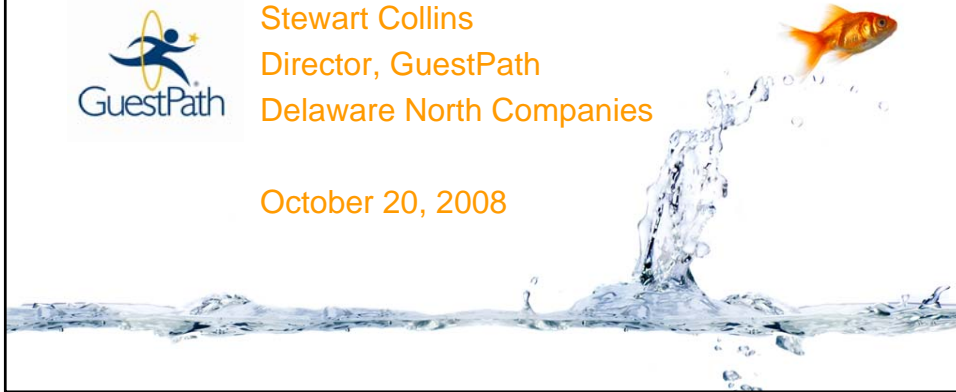 Stewart Collins
Director, GuestPath
Delaware North Companies
GuestPath®
October 20, 2008